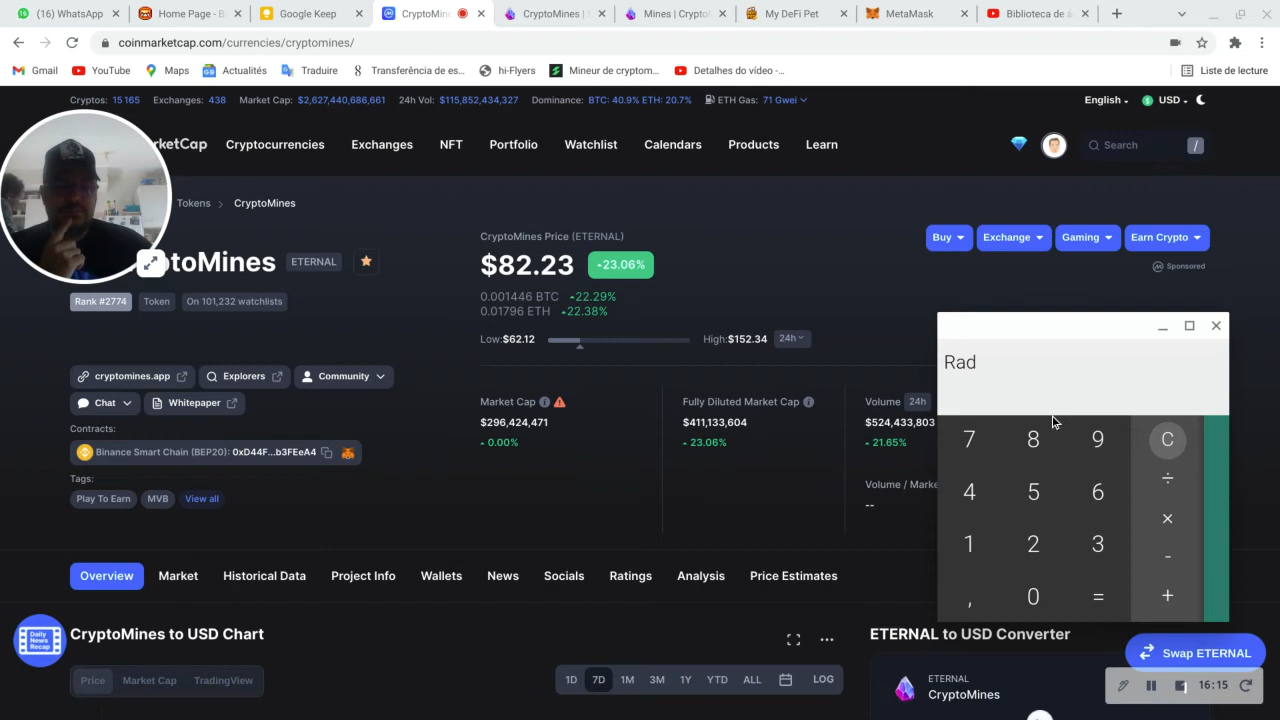 (16) WhatsApp
Home Page - B
Google Keep
CryptoMine
CryptoMines | S
Mines | Crypto
My DeFi Pet
MetaMask
Biblioteca de á
coinmarketcap.com/currencies/cryptomines/
Gmail
YouTube
Maps
Actualités
Traduire
Transferência de es...
hi-Flyers
Mineur de cryptom...
Detalhes do vídeo -...
Liste de lecture
Cryptos: 15 165 Exchanges: 438 Market Cap: $2,627,440,686,661 24h Vol: $115,852,434,327 Dominance: BTC: 40.9% ETH: 20.7% ETH Gas: 71 Gwei
English
USD
rketCap
Cryptocurrencies
Exchanges
NFT
Portfolio
Watchlist
Calendars
Products
Learn
Search
/
Tokens
CryptoMines
ptoMines
ETERNAL
Rank #2774
Token
On 101,232 watchlists
CryptoMines Price (ETERNAL)
$82.23
23.06%
0.001446 BTC 22.29%
0.01796 ETH 22.38%
Low: $62.12
High: $152.34
24h
Buy
Exchange
Gaming
Earn Crypto
Sponsored
cryptomines.app
Explorers
Community
Chat
Whitepaper
Contracts:
Binance Smart Chain (BEP20): 0xD44F...b3FEeA4
Tags:
Play To Earn
MVB
View all
Market Cap
$296,424,471
0.00%
Fully Diluted Market Cap
$411,133,604
23.06%
Volume 24h
$524,433,803
21.65%
Volume / Marke
--
Rad
7 8 9 C
÷
4 5 6
×
1 2 3
-
, 0 = +
Overview
Market
Historical Data
Project Info
Wallets
News
Socials
Ratings
Analysis
Price Estimates
Daily
News
Recap
CryptoMines to USD Chart
Price
Market Cap
TradingView
1D
7D
1M
3M
1Y
YTD
ALL
LOG
ETERNAL to USD Converter
ETERNAL
CryptoMines
Swap ETERNAL
16:15